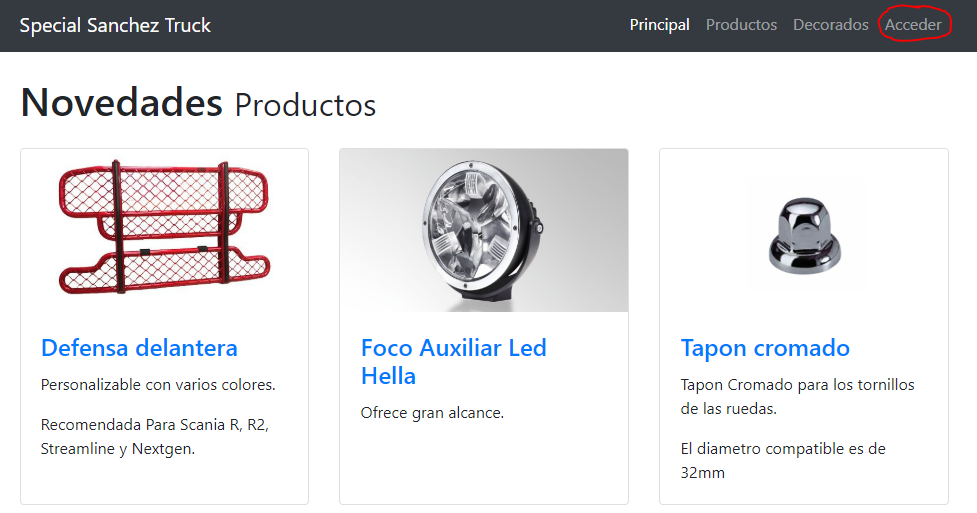 Special Sanchez Truck
Principal Productos Decorados Acceder
Novedades Productos
Defensa delantera
Personalizable con varios colores.
Recomendada Para Scania R, R2,
Streamline y Nextgen.
Foco Auxiliar Led
Hella
Ofrece gran alcance.
Tapon cromado
Tapon Cromado para los tornillos
de las ruedas.
El diametro compatible es de
32mm